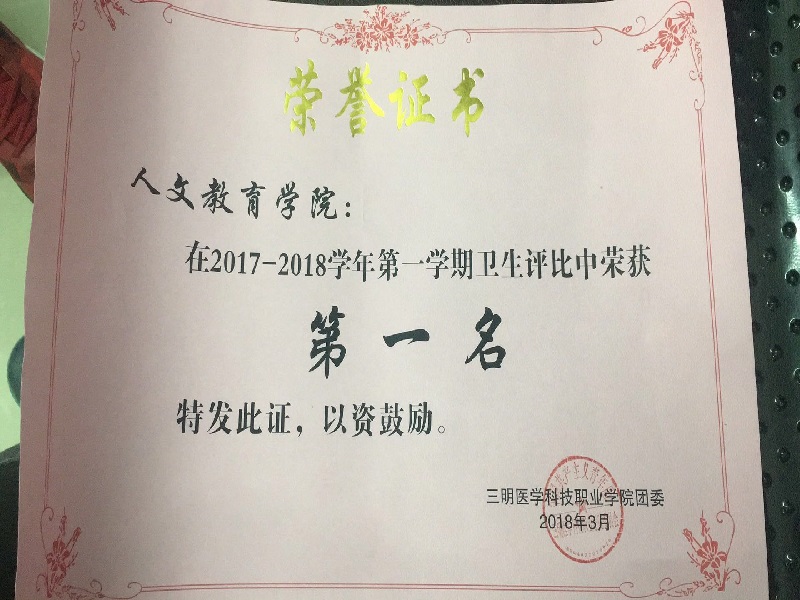 荣誉证书
人文教育学院：
在2017-2018学年第一学期卫生评比中荣获
第一名
特发此证，以资鼓励。
三明医学科技职业学院团委
2018年3月